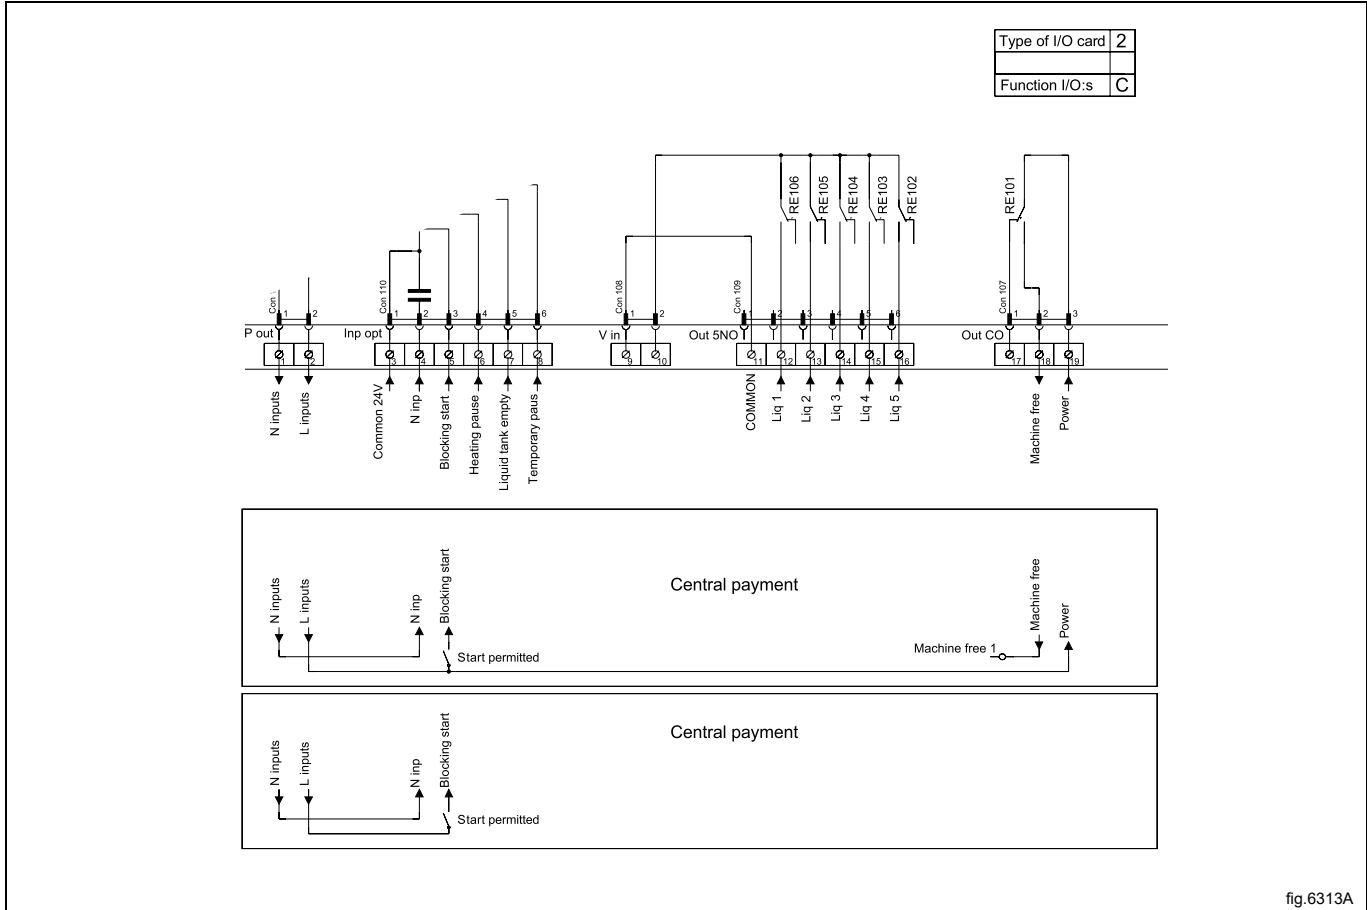 Type of I/O card 2
Function I/O:s C
RE106 RE105 RE104 RE103 RE102 RE101
Con Con 110 Con 108 Con 109 Con 107
1 2 1 2 3 4 5 6 1 2 1 2 3 4 5 6 1 2 3
P out Inp opt V in Out 5NO Out CO
1 2 3 4 5 6 7 8 9 10 11 12 13 14 15 16 17 18 19
N inputs L inputs Common 24V N inp Blocking start Heating pause Liquid tank empty Temporary paus COMMON Liq 1 Liq 2 Liq 3 Liq 4 Liq 5 Machine free Power
Central payment
N inputs L inputs N inp Blocking start Machine free Power
Machine free 1
Start permitted
Central payment
N inputs L inputs N inp Blocking start
Start permitted
fig.6313A